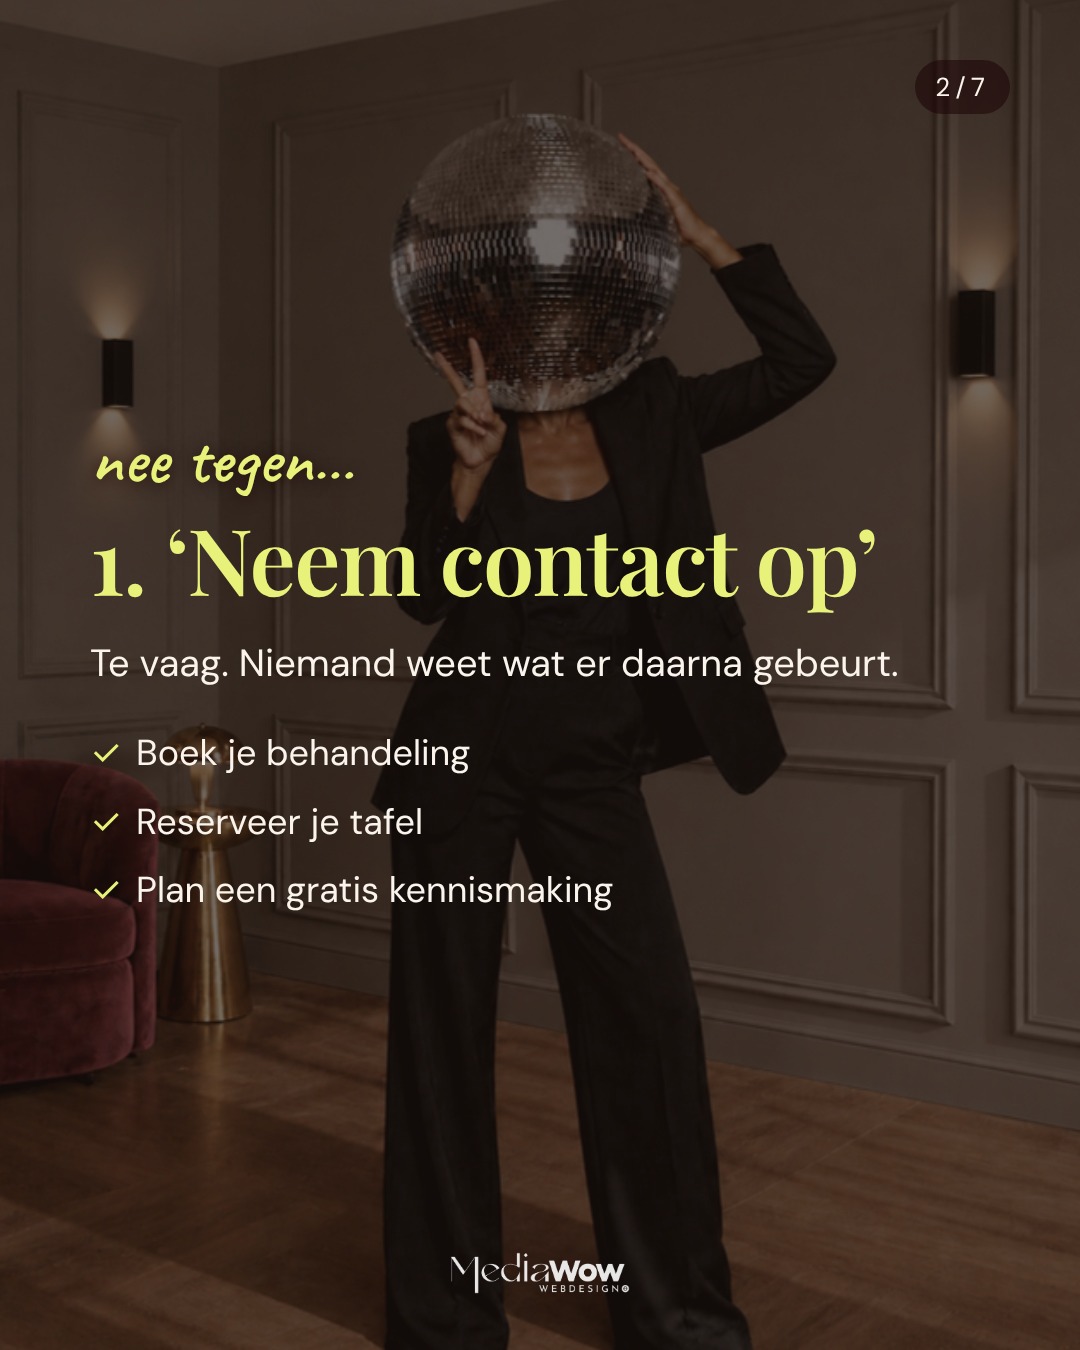 2/7
nee tegen...
1. ‘Neem contact op’
Te vaag. Niemand weet wat er daarna gebeurt.
✓ Boek je behandeling
✓ Reserveer je tafel
✓ Plan een gratis kennismaking
MediaWow
WEBDESIGN